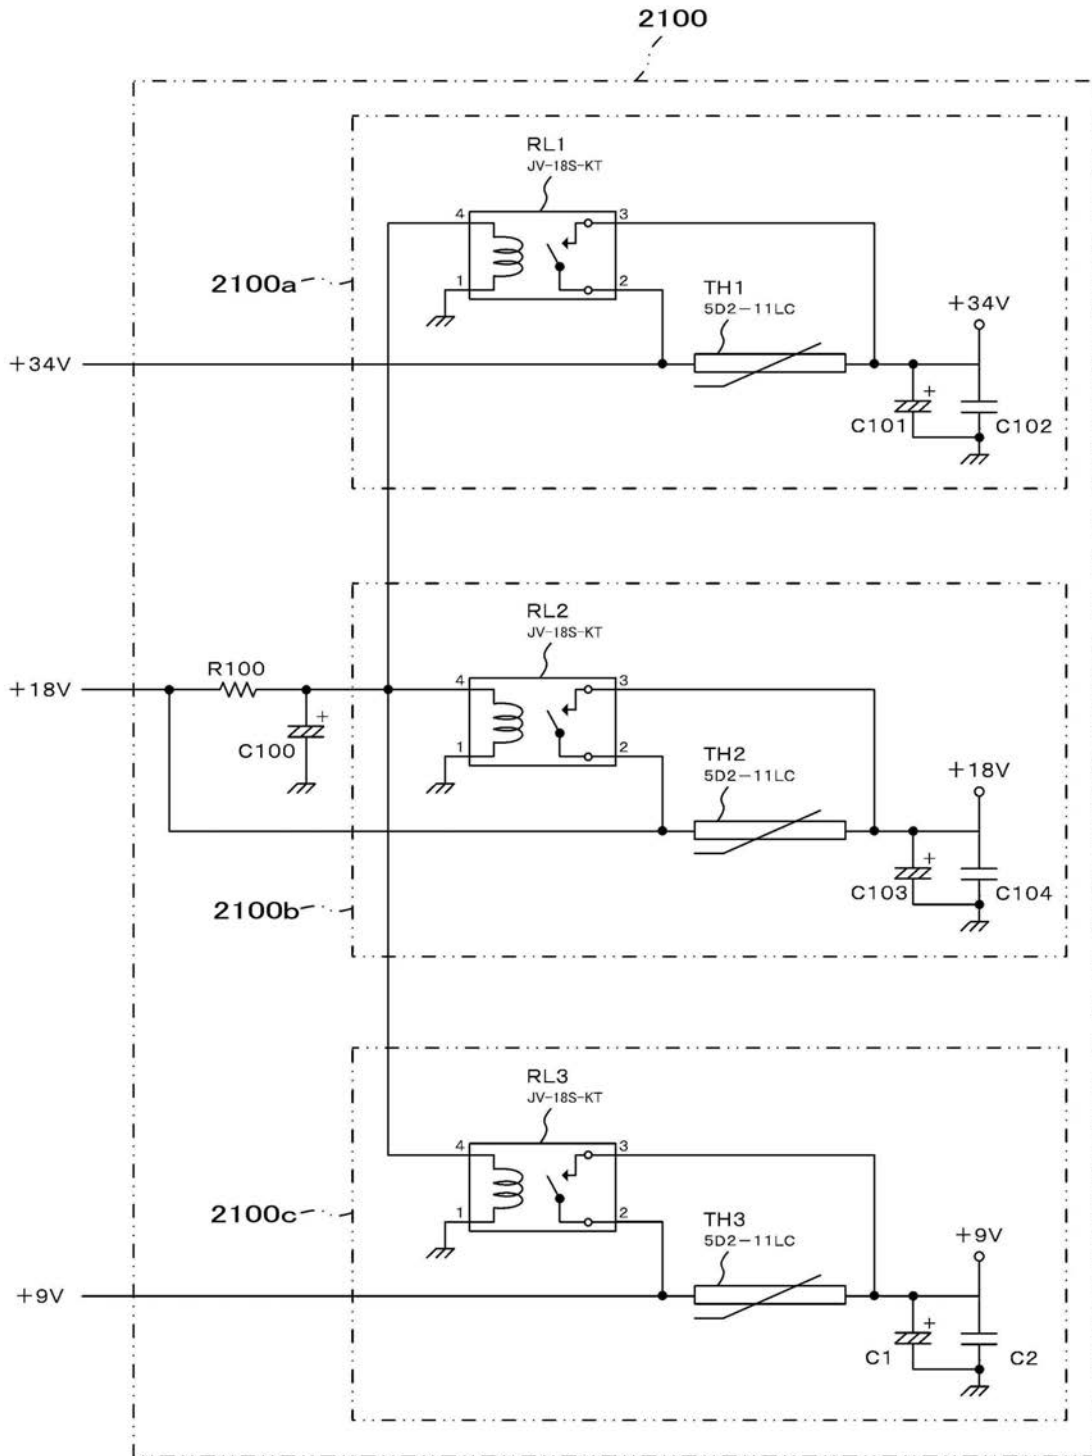 2100
RL1
JV-18S-KT
4
3
1
2
2100a
TH1
5D2-11LC
+34V
+34V
+
C101
C102
RL2
JV-18S-KT
R100
+18V
4
3
+
C100
1
2
TH2
5D2-11LC
+18V
+
C103
C104
2100b
RL3
JV-18S-KT
4
3
2100c
1
2
TH3
5D2-11LC
+9V
+9V
+
C1
C2